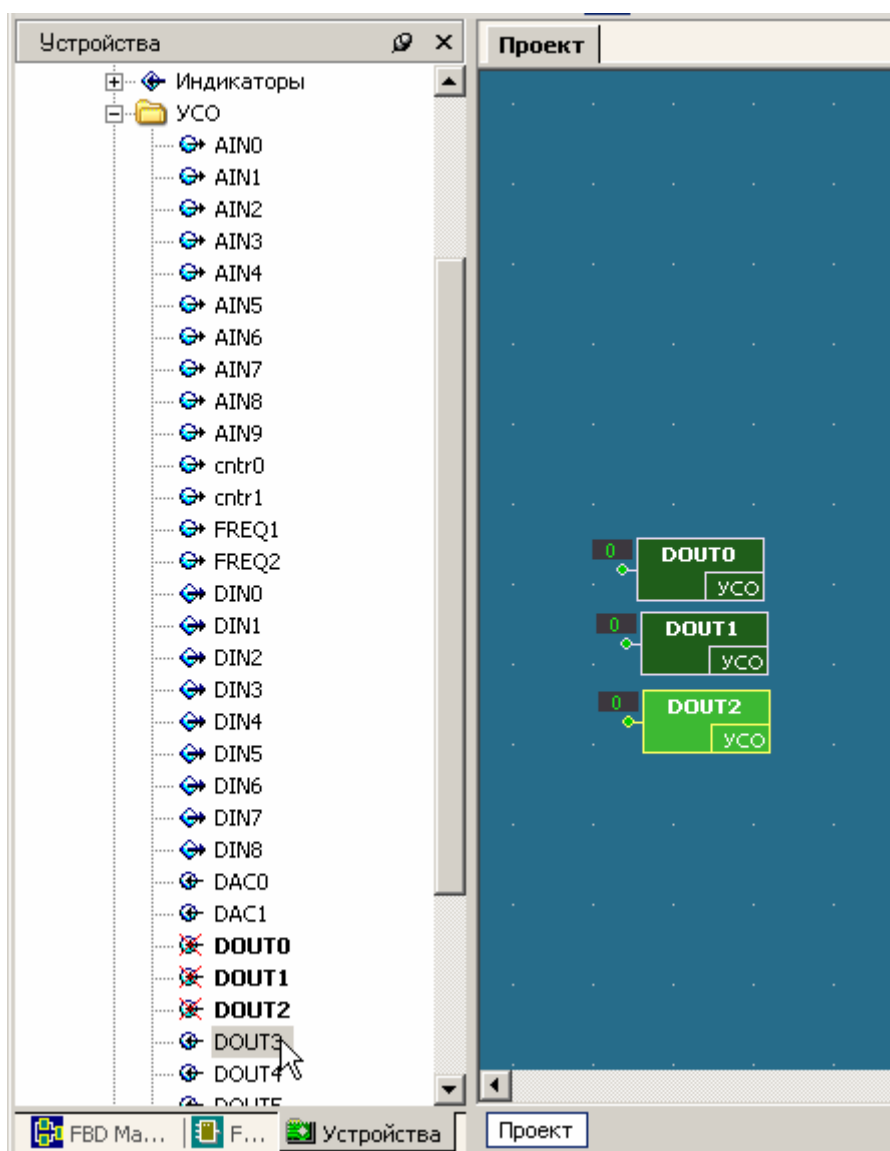 Устройства
Индикаторы
УСО
AIN0
AIN1
AIN2
AIN3
AIN4
AIN5
AIN6
AIN7
AIN8
AIN9
cntr0
cntr1
FREQ1
FREQ2
DIN0
DIN1
DIN2
DIN3
DIN4
DIN5
DIN6
DIN7
DIN8
DAC0
DAC1
DOUT0
DOUT1
DOUT2
DOUT3
DOUT4
DOUT5
FBD Ma...
F...
Устройства
Проект
0
DOUT0
УСО
0
DOUT1
УСО
0
DOUT2
УСО
Проект